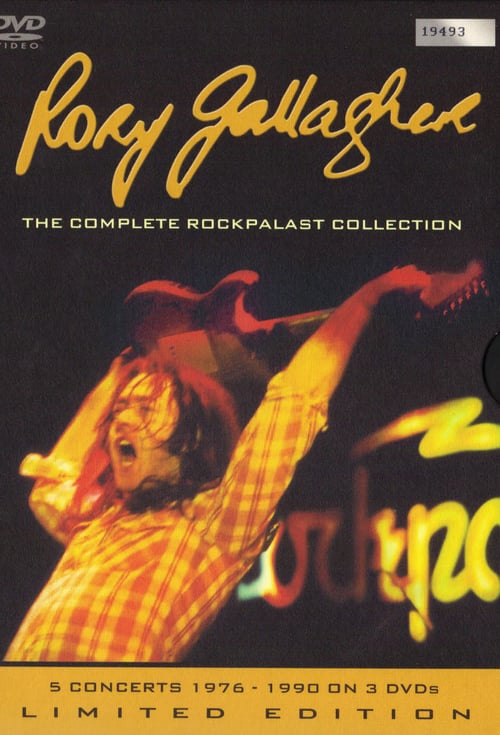 DVD
VIDEO
19493
Rory Gallagher
THE COMPLETE ROCKPALAST COLLECTION
5 CONCERTS 1976 - 1990 ON 3 DVDs
LIMITED EDITION